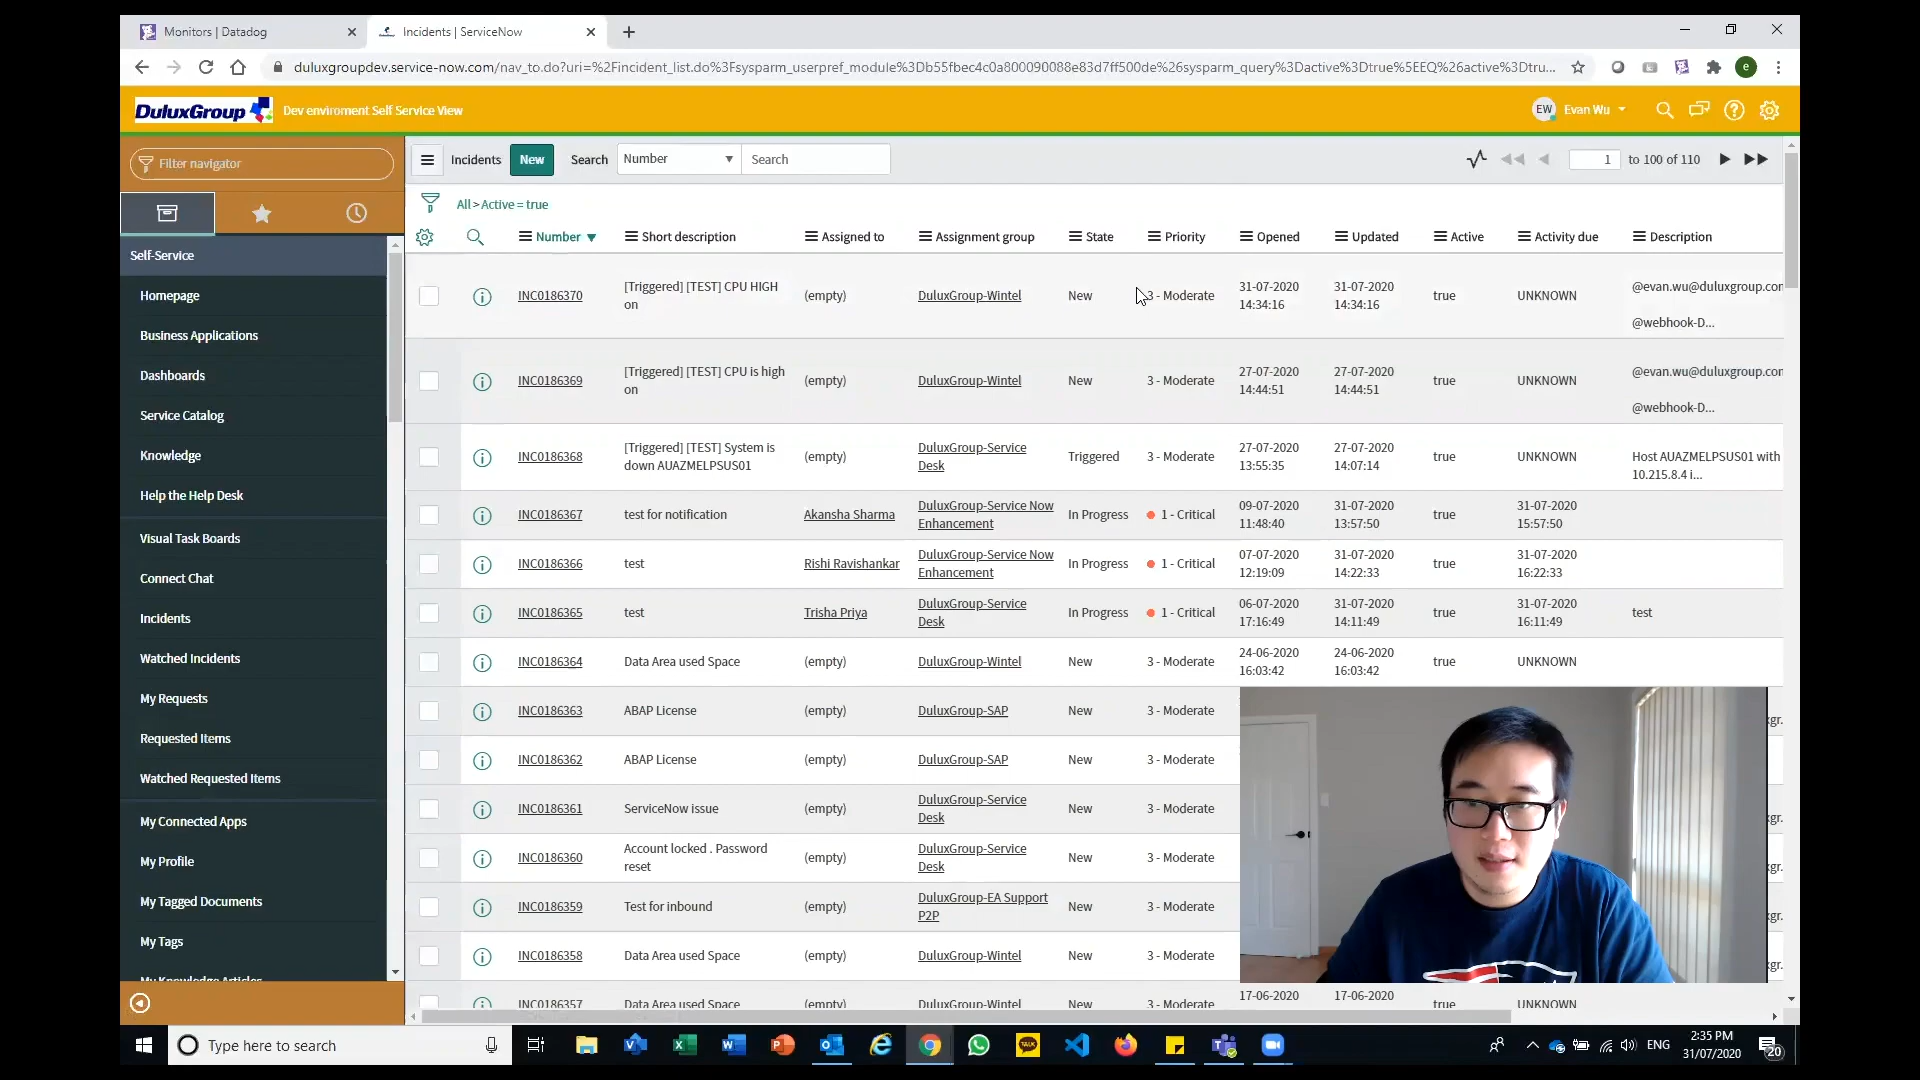 Monitors | Datadog
Incidents | ServiceNow
duluxgroupdev.service-now.com/nav_to.do?uri=%2Fincident_list.do%3Fsysparm_userpref_module%3Db55fbec4c0a800090088e83d7ff500de%26sysparm_query%3Dactive%3Dtrue%5EEQ%26active%3Dtru...
e
DuluxGroup
Dev enviroment Self Service View
EW
Evan Wu
Filter navigator
Incidents
New
Search
Number
Search
1
to 100 of 110
All > Active = true
Number
Short description
Assigned to
Assignment group
State
Priority
Opened
Updated
Active
Activity due
Description
Self-Service
Homepage
Business Applications
Dashboards
Service Catalog
Knowledge
Help the Help Desk
Visual Task Boards
Connect Chat
Incidents
Watched Incidents
My Requests
Requested Items
Watched Requested Items
My Connected Apps
My Profile
My Tagged Documents
My Tags
My Knowledge Articles
INC0186370
[Triggered] [TEST] CPU HIGH
on
(empty)
DuluxGroup-Wintel
New
3 - Moderate
31-07-2020
14:34:16
31-07-2020
14:34:16
true
UNKNOWN
@evan.wu@duluxgroup.con
@webhook-D...
INC0186369
[Triggered] [TEST] CPU is high
on
(empty)
DuluxGroup-Wintel
New
3 - Moderate
27-07-2020
14:44:51
27-07-2020
14:44:51
true
UNKNOWN
@evan.wu@duluxgroup.con
@webhook-D...
INC0186368
[Triggered] [TEST] System is
down AUAZMELPSUS01
(empty)
DuluxGroup-Service
Desk
Triggered
3 - Moderate
27-07-2020
13:55:35
27-07-2020
14:07:14
true
UNKNOWN
Host AUAZMELPSUS01 with
10.215.8.4 i...
INC0186367
test for notification
Akansha Sharma
DuluxGroup-Service Now
Enhancement
In Progress
1 - Critical
09-07-2020
11:48:40
31-07-2020
13:57:50
true
31-07-2020
15:57:50
INC0186366
test
Rishi Ravishankar
DuluxGroup-Service Now
Enhancement
In Progress
1 - Critical
07-07-2020
12:19:09
31-07-2020
14:22:33
true
31-07-2020
16:22:33
INC0186365
test
Trisha Priya
DuluxGroup-Service
Desk
In Progress
1 - Critical
06-07-2020
17:16:49
31-07-2020
14:11:49
true
31-07-2020
16:11:49
test
INC0186364
Data Area used Space
(empty)
DuluxGroup-Wintel
New
3 - Moderate
24-06-2020
16:03:42
24-06-2020
16:03:42
true
UNKNOWN
INC0186363
ABAP License
(empty)
DuluxGroup-SAP
New
3 - Moderate
INC0186362
ABAP License
(empty)
DuluxGroup-SAP
New
3 - Moderate
INC0186361
ServiceNow issue
(empty)
DuluxGroup-Service
Desk
New
3 - Moderate
INC0186360
Account locked . Password
reset
(empty)
DuluxGroup-Service
Desk
New
3 - Moderate
INC0186359
Test for inbound
(empty)
DuluxGroup-EA Support
P2P
New
3 - Moderate
INC0186358
Data Area used Space
(empty)
DuluxGroup-Wintel
New
3 - Moderate
INC0186357
Data Area used Space
(empty)
DuluxGroup-Wintel
New
3 - Moderate
17-06-2020
17-06-2020
true
UNKNOWN
Type here to search
ENG
2:35 PM
31/07/2020
20